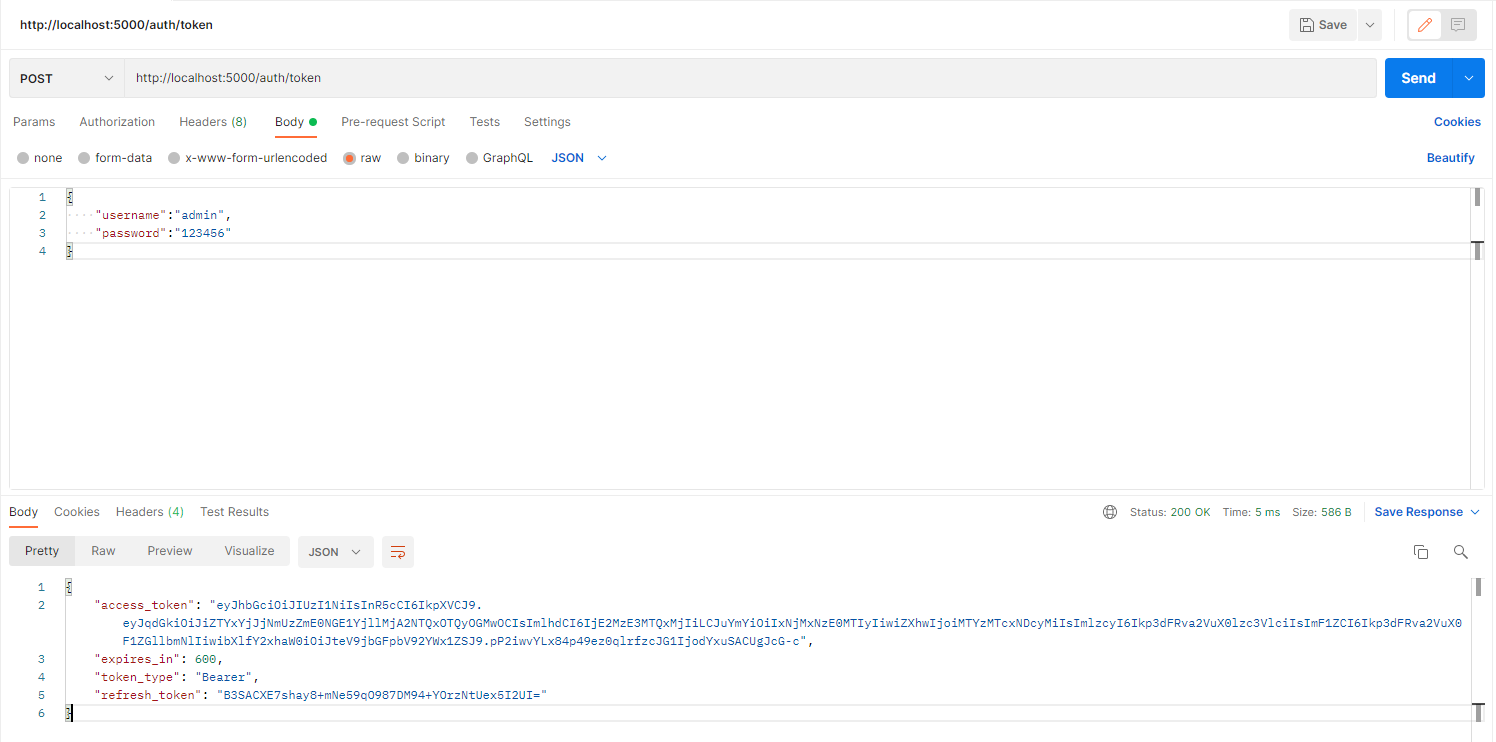 http://localhost:5000/auth/token
Save
POST
http://localhost:5000/auth/token
Send
Params Authorization Headers (8) Body Pre-request Script Tests Settings Cookies
none form-data x-www-form-urlencoded raw binary GraphQL JSON Beautify
1 {
2 "username":"admin",
3 "password":"123456"
4 }
Body Cookies Headers (4) Test Results Status: 200 OK Time: 5 ms Size: 586 B Save Response
Pretty Raw Preview Visualize JSON
1 {
2 "access_token": "eyJhbGciOiJIUzI1NiIsInR5cCI6IkpXVCJ9.
eyJqdGkiOiJiZTYxYjJjNmUzZmE0NGE1YjllMjA2NTQxOTQyOGMwOCIsImlhdCI6IjE2MzE3MTQxMjIiLCJuYmYiOiIxNjMxNzE0MTIyIiwiZXhwIjoiMTYzMTcxNDcyMiIsImlzcyI6Ikp3dFRva2VuX0lzc3VlciIsImF1ZCI6Ikp3dFRva2VuX0
F1ZGllbmNlIiwibXlfY2xhaW0iOiJteV9jbGFpbV92YWx1ZSJ9.pP2iwvYLx84p49ez0qlrfzcJG1IjodYxuSACUgJcG-c",
3 "expires_in": 600,
4 "token_type": "Bearer",
5 "refresh_token": "B3SACXE7shay8+mNe59qO987DM94+YOrzNtUex5I2UI="
6 }